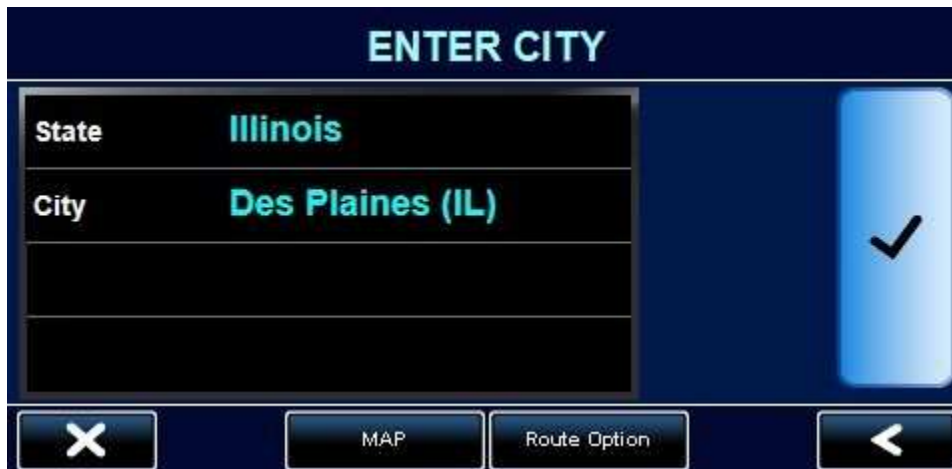 ENTER CITY
State Illinois
City Des Plaines (IL)
MAP Route Option